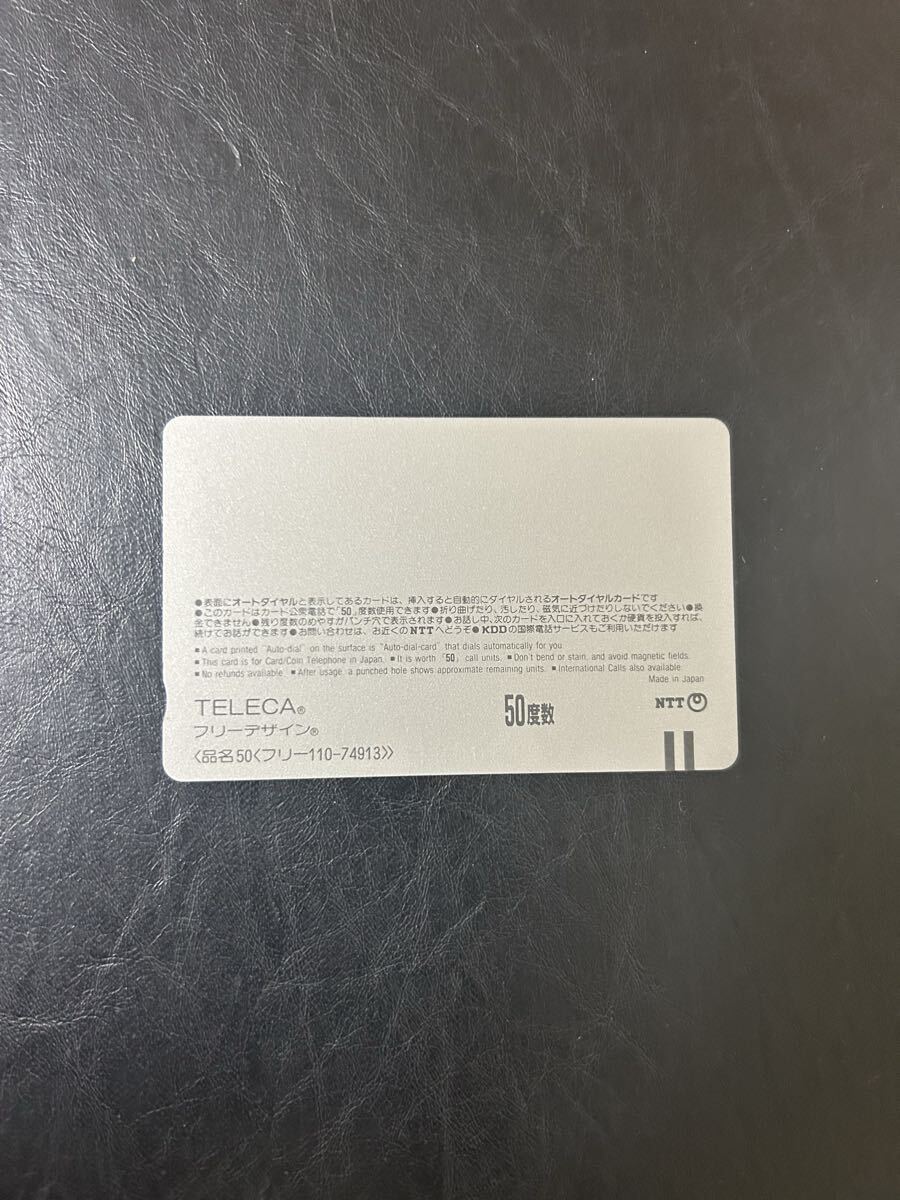 ●表面にオートダイヤルと表示してあるカードは、挿入すると自動的にダイヤルされるオートダイヤルカードです
●このカードはカード公衆電話で「50」度数使用できます●折り曲げたり、汚したり、磁気に近づけたりしないでください●換
金できません●残り度数のめやすがパンチ穴で表示されます●お話し中、次のカードを入口に入れておくか硬貨を投入すれば、
続けてお話ができます●お問い合わせは、お近くのNTTへどうぞ●KDDの国際電話サービスもご利用いただけます
■A card printed "Auto-dial" on the surface is "Auto-dial-card" that dials automatically for you.
■This card is for Card/Coin Telephone in Japan. ■It is worth「50」call units. ■Don't bend or stain, and avoid magnetic fields.
■No refunds available. ■After usage, a punched hole shows approximate remaining units. ■International Calls also available.
Made in Japan
TELECA®
フリーデザイン®
〈品名50〈フリー110-74913〉〉
50度数
NTT